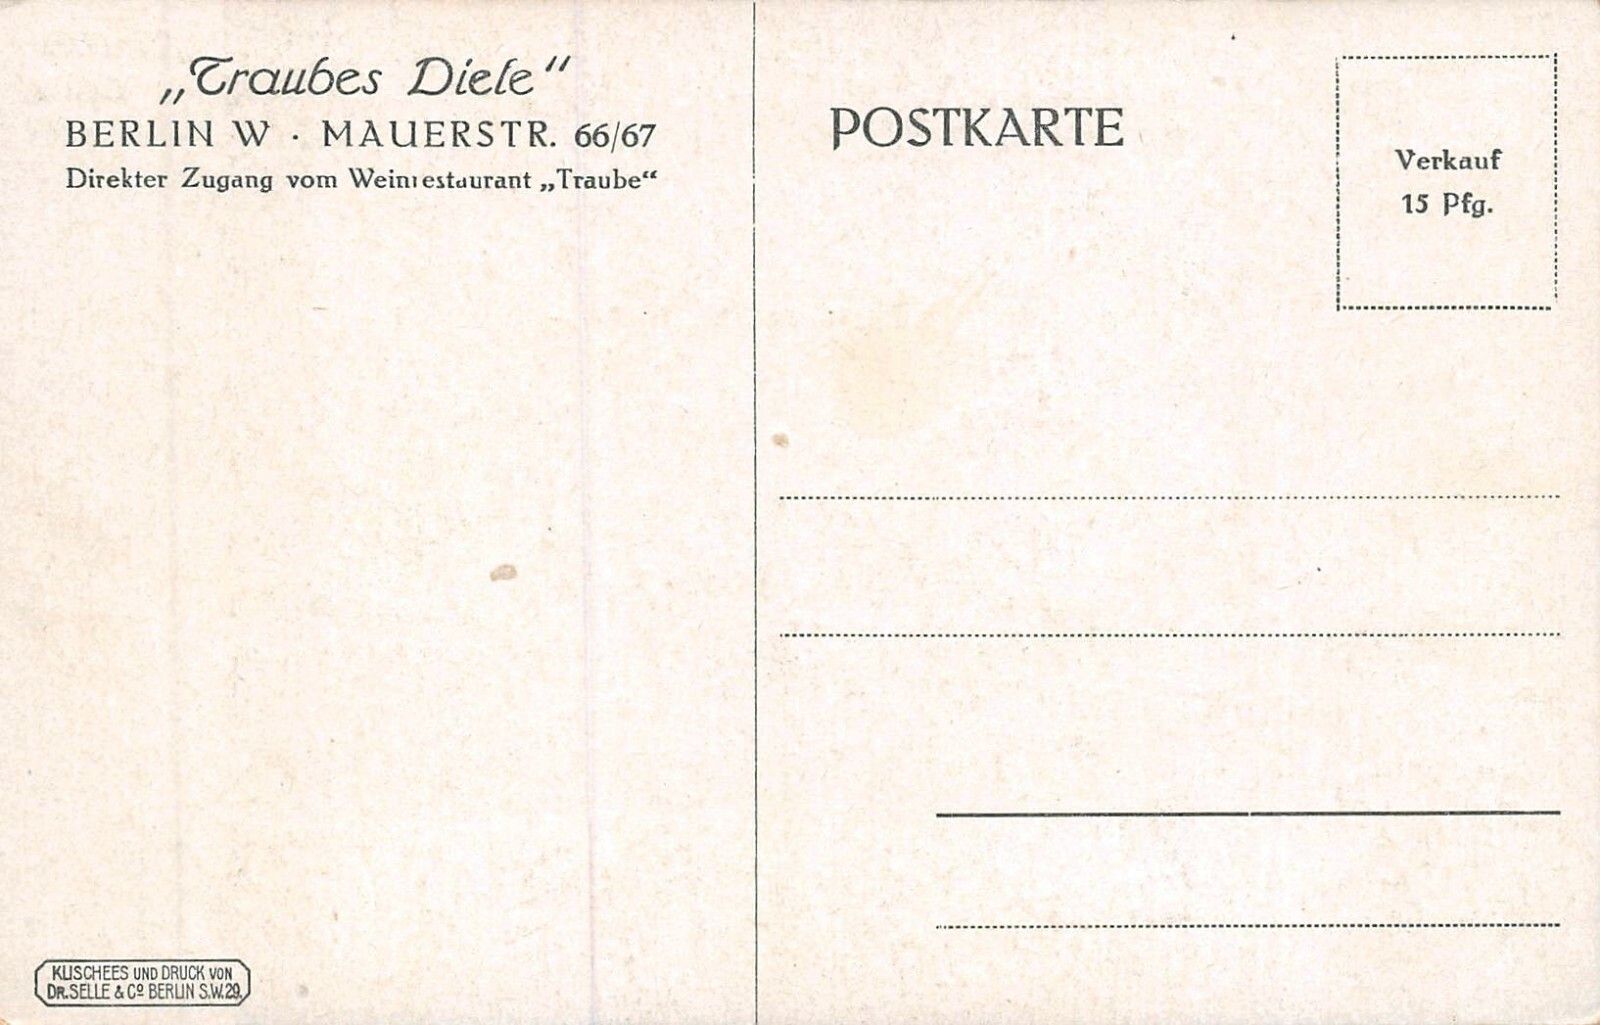 „Traubes Diele“
BERLIN W · MAUERSTR. 66/67
Direkter Zugang vom Weinrestaurant „Traube“
POSTKARTE
Verkauf
15 Pfg.
KLISCHEES UND DRUCK VON
DR. SELLE & Co BERLIN S.W.29.